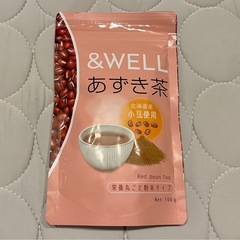 &WELL
あずき茶
北海道産
小豆使用
Red Bean Tea
栄養丸ごと粉末タイプ
Net. 100g